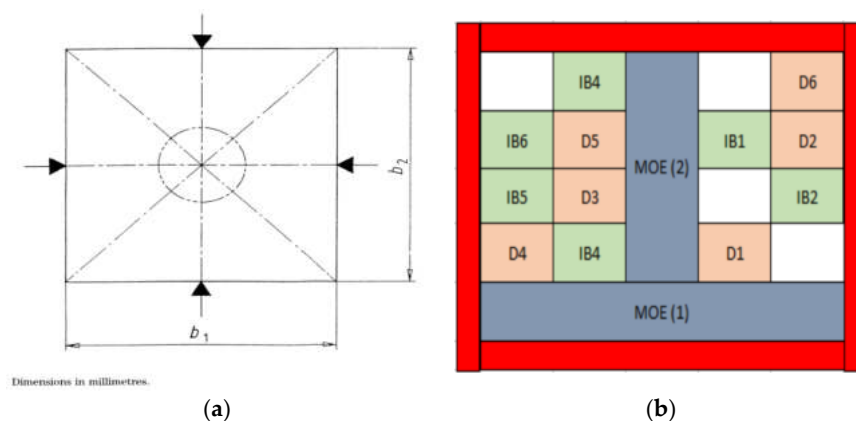 b₂
b₁
Dimensions in millimetres.
(a)
IB4
D6
IB6
D5
MOE (2)
IB1
D2
IB5
D3
IB2
D4
IB4
D1
MOE (1)
(b)